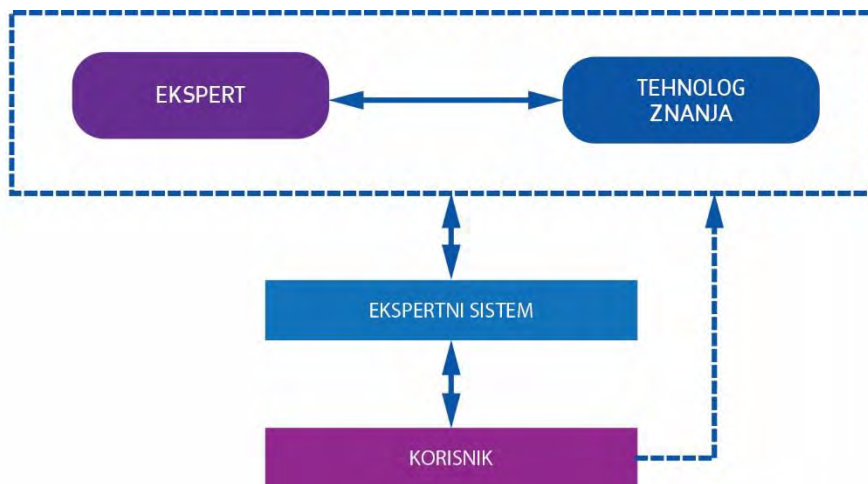 EKSPERT
TEHNOLOG
ZNANJA
EKSPERTNI SISTEM
KORISNIK